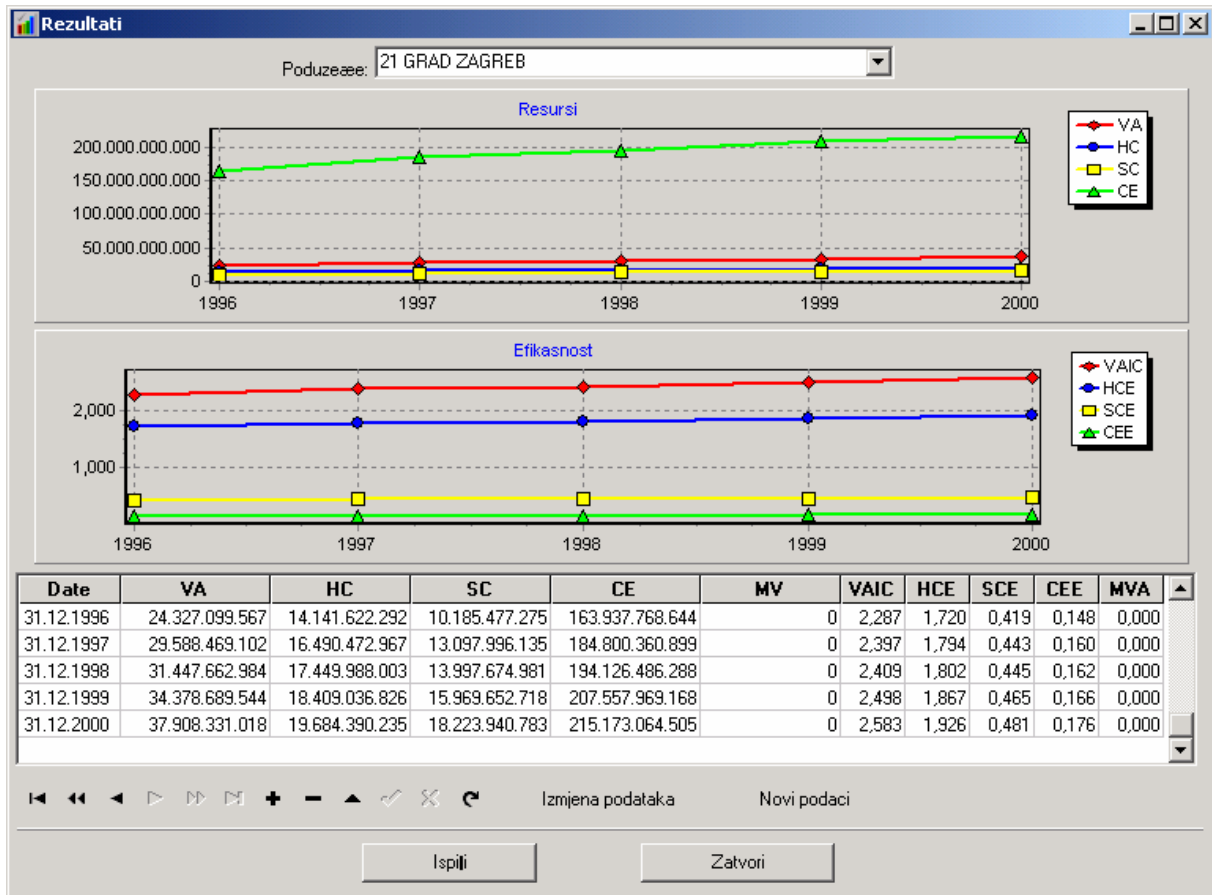 Rezultati
Poduzeæe: 21 GRAD ZAGREB
Resursi
200.000.000.000
150.000.000.000
100.000.000.000
50.000.000.000
0
1996 1997 1998 1999 2000
VA
HC
SC
CE
Efikasnost
2,000
1,000
1996 1997 1998 1999 2000
VAIC
HCE
SCE
CEE
Date VA HC SC CE MV VAIC HCE SCE CEE MVA
31.12.1996 24.327.099.567 14.141.622.292 10.185.477.275 163.937.768.644 0 2,287 1,720 0,419 0,148 0,000
31.12.1997 29.588.469.102 16.490.472.967 13.097.996.135 184.800.360.899 0 2,397 1,794 0,443 0,160 0,000
31.12.1998 31.447.662.984 17.449.988.003 13.997.674.981 194.126.486.288 0 2,409 1,802 0,445 0,162 0,000
31.12.1999 34.378.689.544 18.409.036.826 15.969.652.718 207.557.969.168 0 2,498 1,867 0,465 0,166 0,000
31.12.2000 37.908.331.018 19.684.390.235 18.223.940.783 215.173.064.505 0 2,583 1,926 0,481 0,176 0,000
Izmjena podataka Novi podaci
Ispiši Zatvori